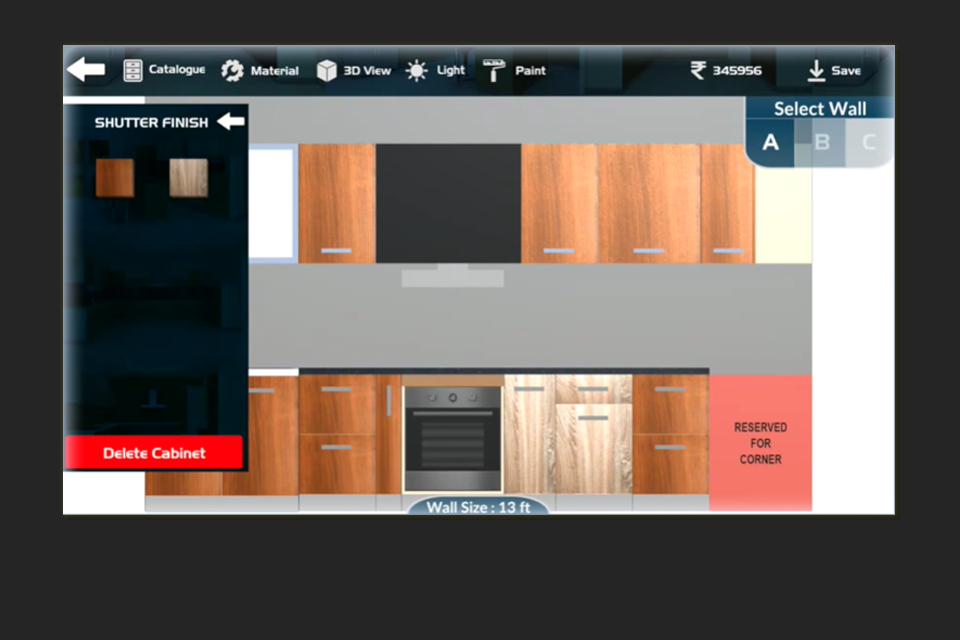 Catalogue Material 3D View Light Paint ₹ 345956 Save
SHUTTER FINISH
Select Wall
A B C
RESERVED
FOR
CORNER
Delete Cabinet
Wall Size : 13 ft